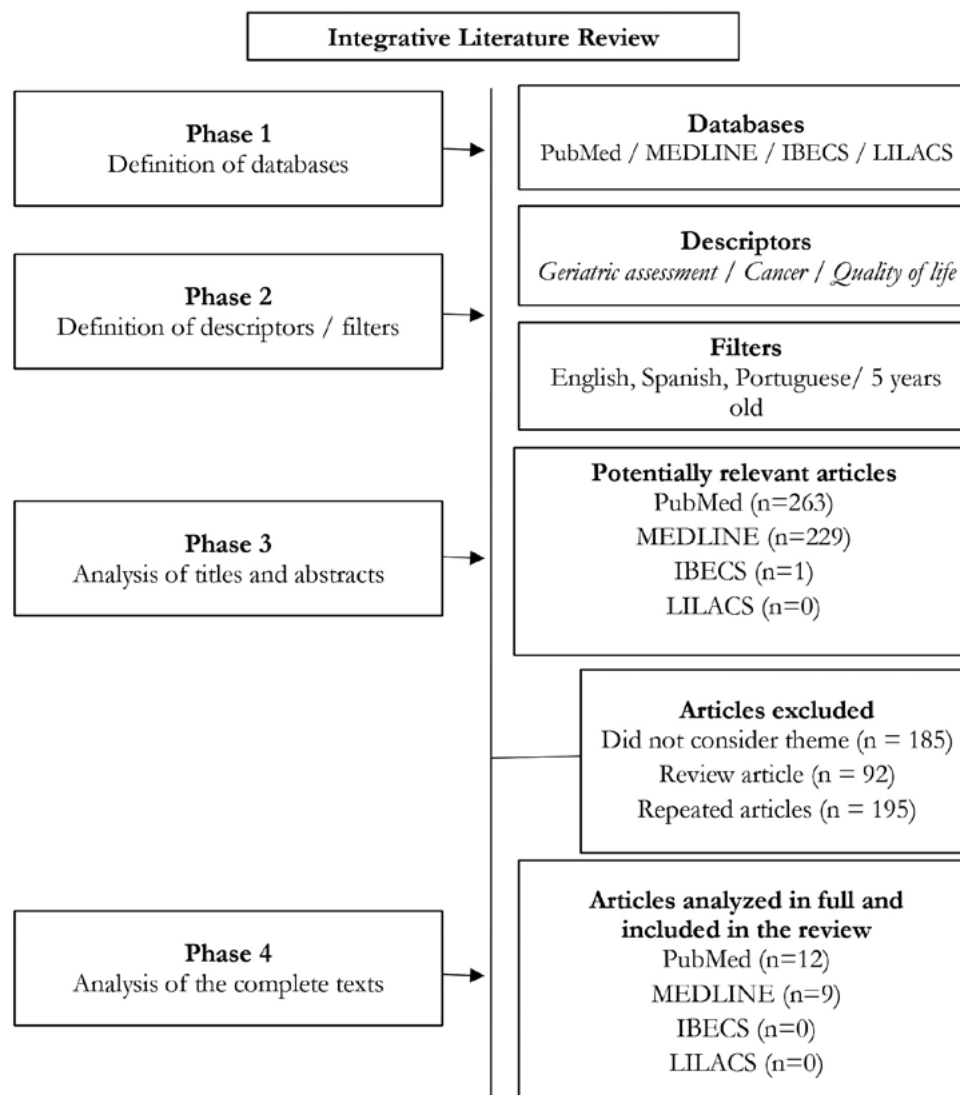 Integrative Literature Review
Phase 1
Definition of databases
Databases
PubMed / MEDLINE / IBECS / LILACS
Descriptors
Geriatric assessment / Cancer / Quality of life
Phase 2
Definition of descriptors / filters
Filters
English, Spanish, Portuguese/ 5 years
old
Potentially relevant articles
PubMed (n=263)
MEDLINE (n=229)
IBECS (n=1)
LILACS (n=0)
Phase 3
Analysis of titles and abstracts
Articles excluded
Did not consider theme (n = 185)
Review article (n = 92)
Repeated articles (n = 195)
Phase 4
Analysis of the complete texts
Articles analyzed in full and
included in the review
PubMed (n=12)
MEDLINE (n=9)
IBECS (n=0)
LILACS (n=0)